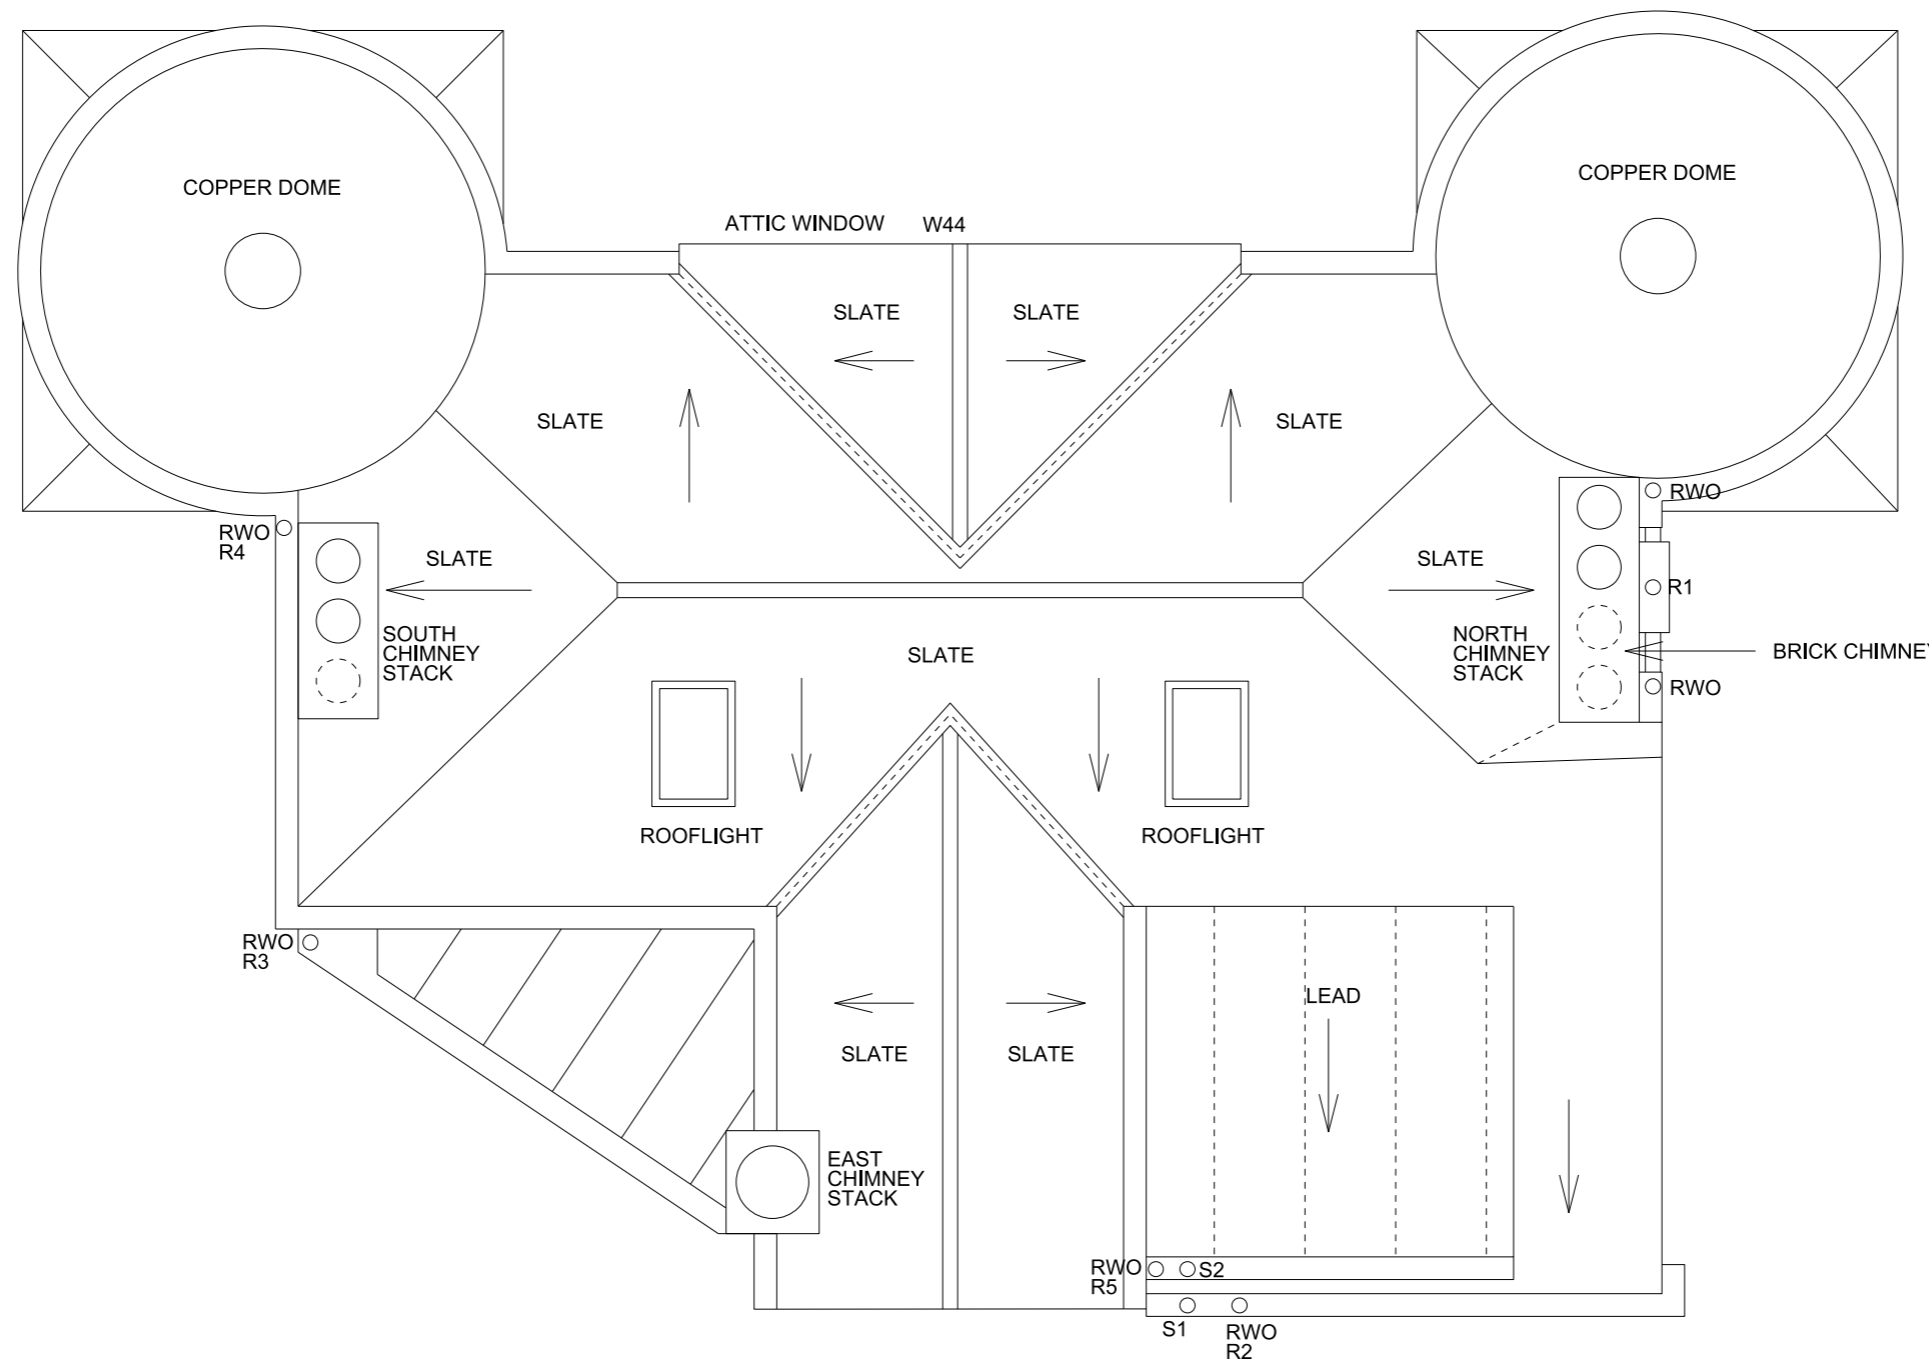 COPPER DOME
COPPER DOME
ATTIC WINDOW
W44
SLATE
SLATE
SLATE
SLATE
RWO
RWO
R4
SLATE
SLATE
R1
SOUTH
CHIMNEY
STACK
SLATE
NORTH
CHIMNEY
STACK
BRICK CHIMNEY
RWO
ROOFLIGHT
ROOFLIGHT
RWO
R3
LEAD
SLATE
SLATE
EAST
CHIMNEY
STACK
RWO
R5
S2
S1
RWO
R2